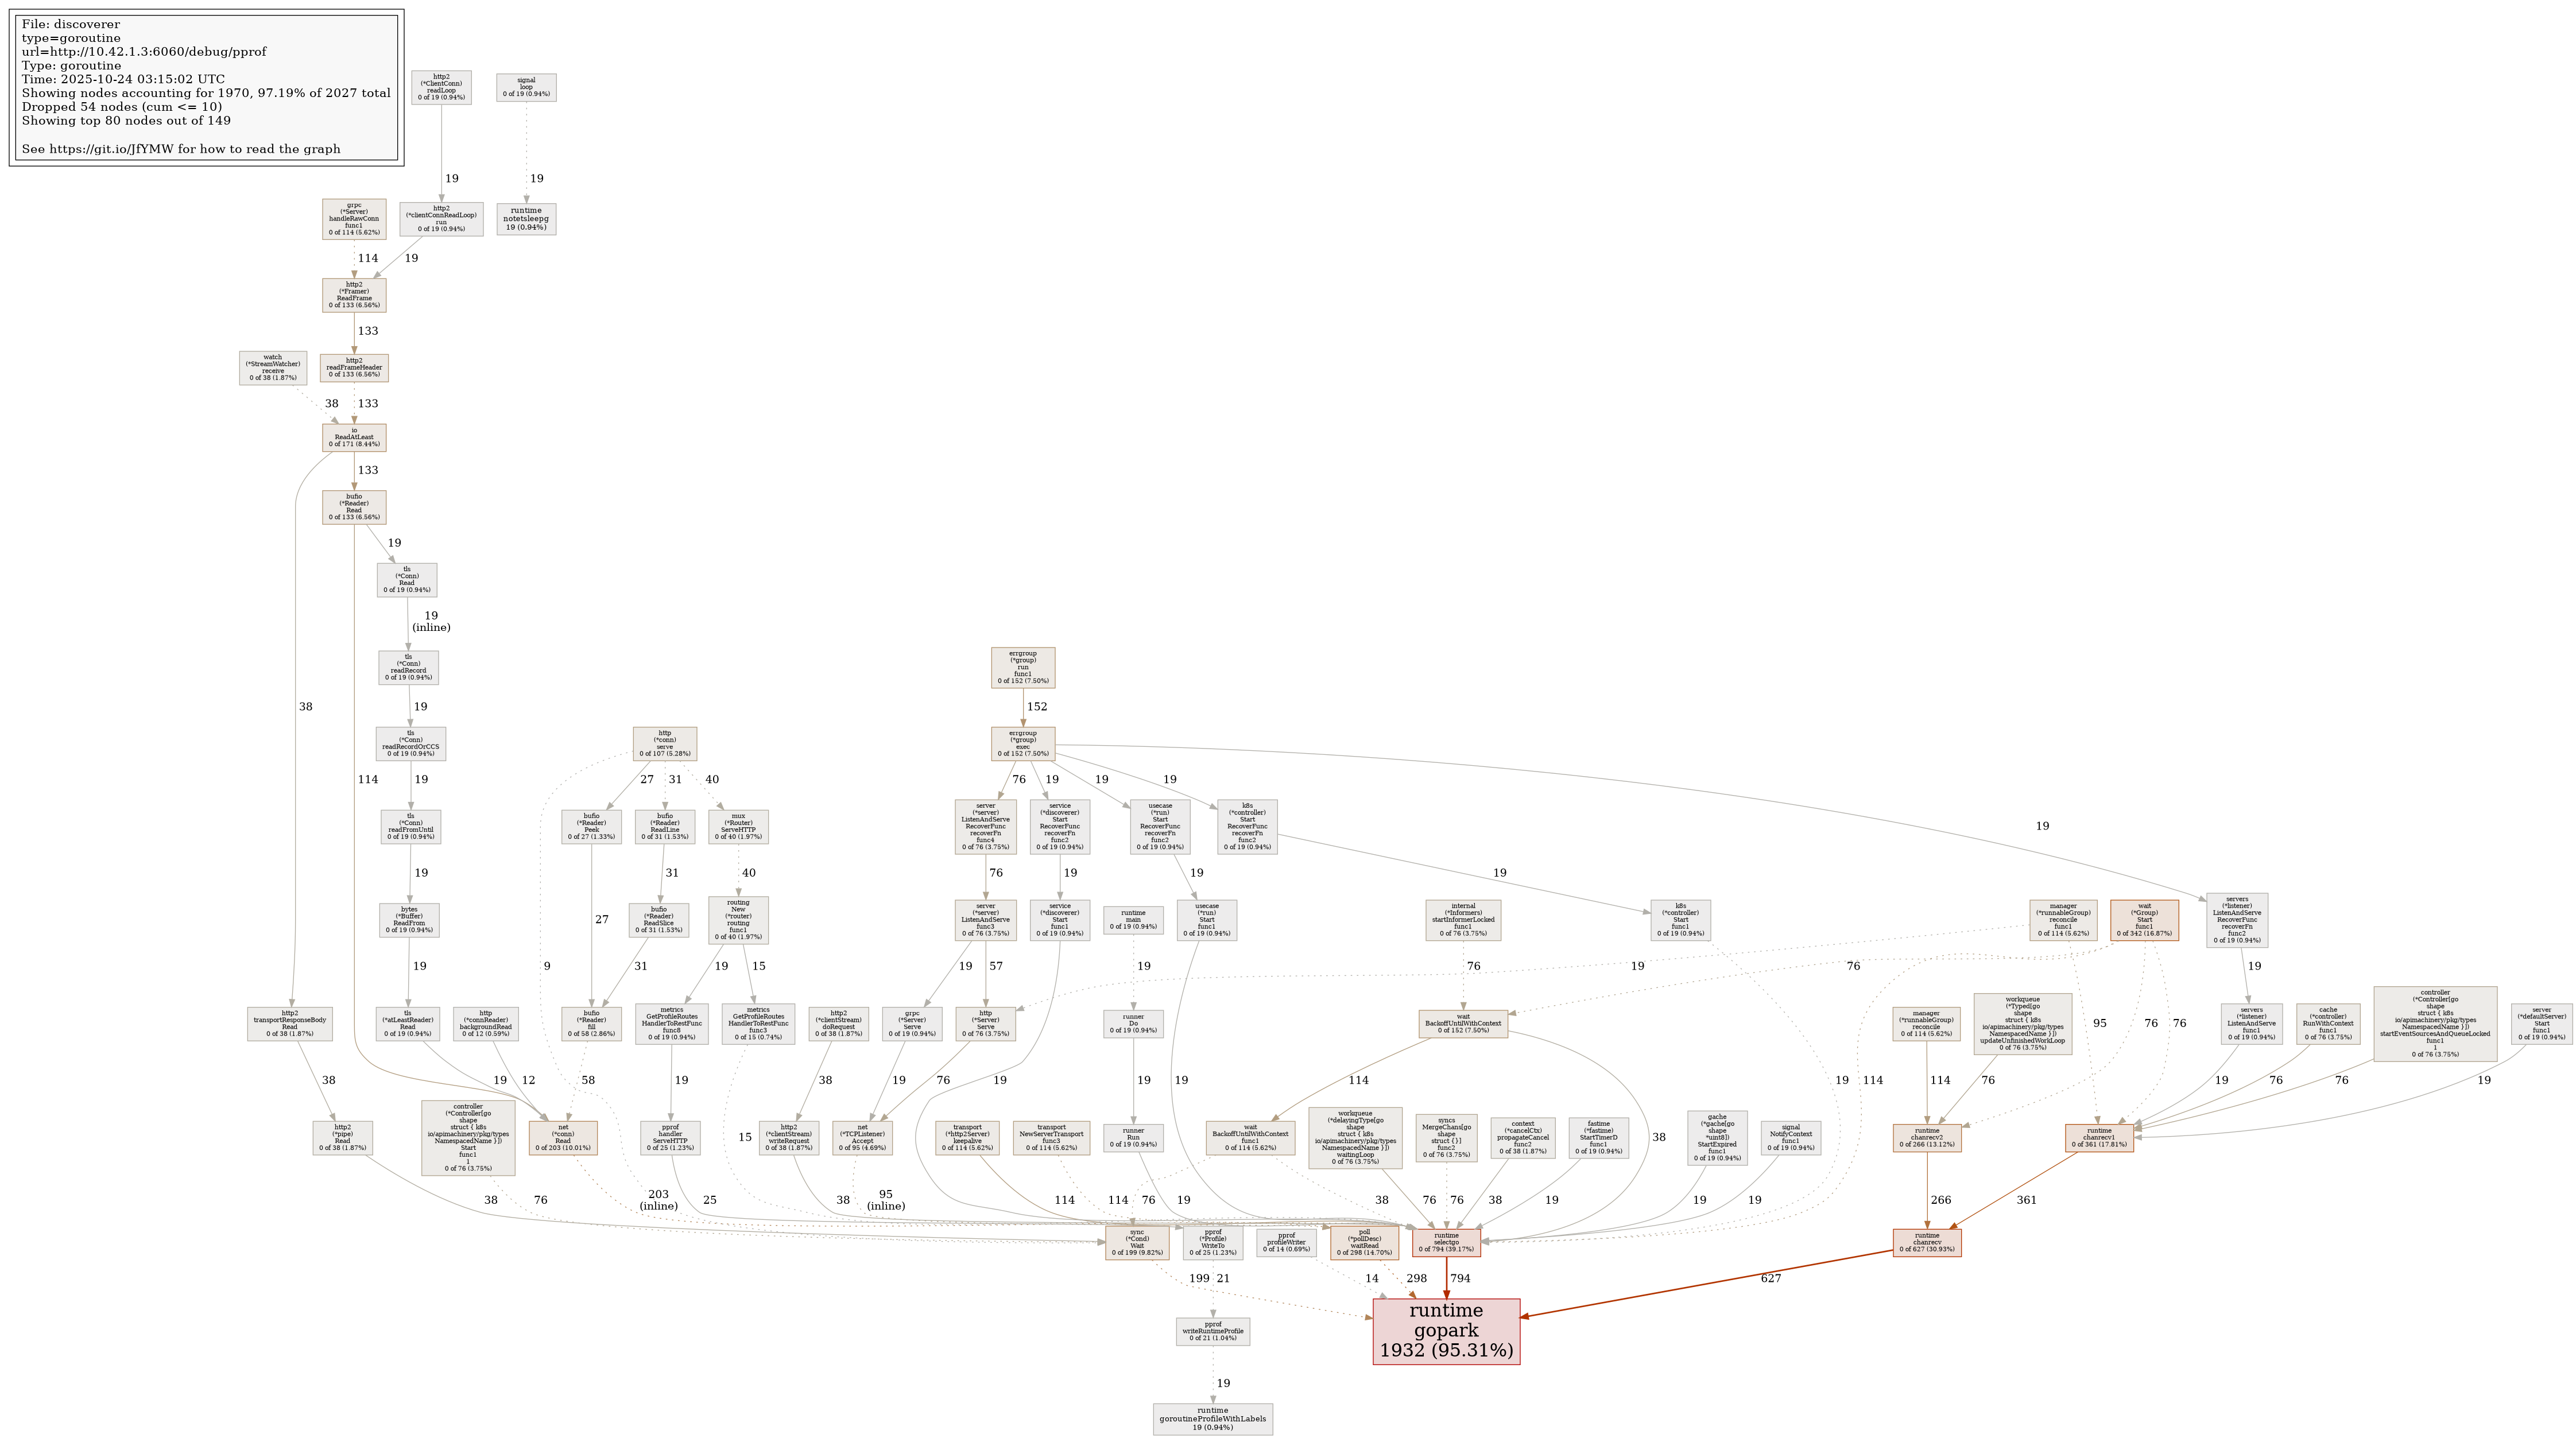 File: discoverer
type=goroutine
url=http://10.42.1.3:6060/debug/pprof
Type: goroutine
Time: 2025-10-24 03:15:02 UTC
Showing nodes accounting for 1970, 97.19% of 2027 total
Dropped 54 nodes (cum <= 10)
Showing top 80 nodes out of 149
See https://git.io/JfYMW for how to read the graph
http2
(*ClientConn)
readLoop
0 of 19 (0.94%)
signal
loop
0 of 19 (0.94%)
19
19
grpc
(*Server)
handleRawConn
func1
0 of 114 (5.62%)
http2
(*clientConnReadLoop)
run
0 of 19 (0.94%)
runtime
notetsleepg
19 (0.94%)
114
19
http2
(*Framer)
ReadFrame
0 of 133 (6.56%)
133
watch
(*StreamWatcher)
receive
0 of 38 (1.87%)
http2
readFrameHeader
0 of 133 (6.56%)
38
133
io
ReadAtLeast
0 of 171 (8.44%)
133
bufio
(*Reader)
Read
0 of 133 (6.56%)
19
tls
(*Conn)
Read
0 of 19 (0.94%)
19
(inline)
tls
(*Conn)
readRecord
0 of 19 (0.94%)
errgroup
(*group)
run
func1
0 of 152 (7.50%)
38
19
152
tls
(*Conn)
readRecordOrCCS
0 of 19 (0.94%)
http
(*conn)
serve
0 of 107 (5.28%)
errgroup
(*group)
exec
0 of 152 (7.50%)
114
19
27
31
40
76
19
19
19
19
tls
(*Conn)
readFromUntil
0 of 19 (0.94%)
bufio
(*Reader)
Peek
0 of 27 (1.33%)
bufio
(*Reader)
ReadLine
0 of 31 (1.53%)
mux
(*Router)
ServeHTTP
0 of 40 (1.97%)
server
(*server)
ListenAndServe
RecoverFunc
recoverFn
func4
0 of 76 (3.75%)
service
(*discoverer)
Start
RecoverFunc
recoverFn
func2
0 of 19 (0.94%)
usecase
(*run)
Start
RecoverFunc
recoverFn
func2
0 of 19 (0.94%)
k8s
(*controller)
Start
RecoverFunc
recoverFn
func2
0 of 19 (0.94%)
19
31
40
76
19
19
19
bytes
(*Buffer)
ReadFrom
0 of 19 (0.94%)
27
bufio
(*Reader)
ReadSlice
0 of 31 (1.53%)
routing
New
(*router)
routing
func1
0 of 40 (1.97%)
server
(*server)
ListenAndServe
func3
0 of 76 (3.75%)
service
(*discoverer)
Start
func1
0 of 19 (0.94%)
runtime
main
0 of 19 (0.94%)
usecase
(*run)
Start
func1
0 of 19 (0.94%)
internal
(*Informers)
startInformerLocked
func1
0 of 76 (3.75%)
k8s
(*controller)
Start
func1
0 of 19 (0.94%)
manager
(*runnableGroup)
reconcile
func1
0 of 114 (5.62%)
wait
(*Group)
Start
func1
0 of 342 (16.87%)
servers
(*listener)
ListenAndServe
RecoverFunc
recoverFn
func2
0 of 19 (0.94%)
19
9
31
19
15
19
57
19
76
19
76
19
http2
transportResponseBody
Read
0 of 38 (1.87%)
tls
(*atLeastReader)
Read
0 of 19 (0.94%)
http
(*connReader)
backgroundRead
0 of 12 (0.59%)
bufio
(*Reader)
fill
0 of 58 (2.86%)
metrics
GetProfileRoutes
HandlerToRestFunc
func8
0 of 19 (0.94%)
metrics
GetProfileRoutes
HandlerToRestFunc
func3
0 of 15 (0.74%)
http2
(*clientStream)
doRequest
0 of 38 (1.87%)
grpc
(*Server)
Serve
0 of 19 (0.94%)
http
(*Server)
Serve
0 of 76 (3.75%)
runner
Do
0 of 19 (0.94%)
wait
BackoffUntilWithContext
0 of 152 (7.50%)
manager
(*runnableGroup)
reconcile
0 of 114 (5.62%)
workqueue
(*Typed[go
shape
struct { k8s
io/apimachinery/pkg/types
NamespacedName }])
updateUnfinishedWorkLoop
0 of 76 (3.75%)
95
76
76
servers
(*listener)
ListenAndServe
func1
0 of 19 (0.94%)
cache
(*controller)
RunWithContext
func1
0 of 76 (3.75%)
controller
(*Controller[go
shape
struct { k8s
io/apimachinery/pkg/types
NamespacedName }])
startEventSourcesAndQueueLocked
func1
1
0 of 76 (3.75%)
server
(*defaultServer)
Start
func1
0 of 19 (0.94%)
38
19
12
58
19
38
19
76
19
19
19
114
19
114
114
76
19
76
76
19
http2
(*pipe)
Read
0 of 38 (1.87%)
controller
(*Controller[go
shape
struct { k8s
io/apimachinery/pkg/types
NamespacedName }])
Start
func1
1
0 of 76 (3.75%)
net
(*conn)
Read
0 of 203 (10.01%)
pprof
handler
ServeHTTP
0 of 25 (1.23%)
15
http2
(*clientStream)
writeRequest
0 of 38 (1.87%)
net
(*TCPListener)
Accept
0 of 95 (4.69%)
transport
(*http2Server)
keepalive
0 of 114 (5.62%)
transport
NewServerTransport
func3
0 of 114 (5.62%)
runner
Run
0 of 19 (0.94%)
wait
BackoffUntilWithContext
func1
0 of 114 (5.62%)
workqueue
(*delayingType[go
shape
struct { k8s
io/apimachinery/pkg/types
NamespacedName }])
waitingLoop
0 of 76 (3.75%)
syncs
MergeChans[go
shape
struct {}]
func2
0 of 76 (3.75%)
context
(*cancelCtx)
propagateCancel
func2
0 of 38 (1.87%)
fastime
(*fastime)
StartTimerD
func1
0 of 19 (0.94%)
38
gache
(*gache[go
shape
*uint8])
StartExpired
func1
0 of 19 (0.94%)
signal
NotifyContext
func1
0 of 19 (0.94%)
runtime
chanrecv2
0 of 266 (13.12%)
runtime
chanrecv1
0 of 361 (17.81%)
38
76
203
(inline)
25
38
95
(inline)
114
114
76
19
38
76
76
38
19
19
19
266
361
sync
(*Cond)
Wait
0 of 199 (9.82%)
pprof
(*Profile)
WriteTo
0 of 25 (1.23%)
pprof
profileWriter
0 of 14 (0.69%)
poll
(*pollDesc)
waitRead
0 of 298 (14.70%)
runtime
selectgo
0 of 794 (39.17%)
runtime
chanrecv
0 of 627 (30.93%)
199
21
14
298
794
627
pprof
writeRuntimeProfile
0 of 21 (1.04%)
runtime
gopark
1932 (95.31%)
19
runtime
goroutineProfileWithLabels
19 (0.94%)